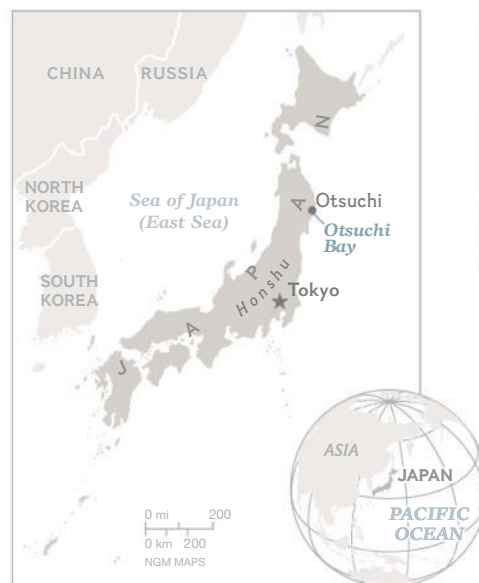 CHINA
RUSSIA
NORTH
KOREA
Sea of Japan
(East Sea)
SOUTH
KOREA
JAPAN
Otsuchi
Otsuchi
Bay
Honshu
Tokyo
ASIA
JAPAN
PACIFIC
OCEAN
0 mi 200
0 km 200
NGM MAPS